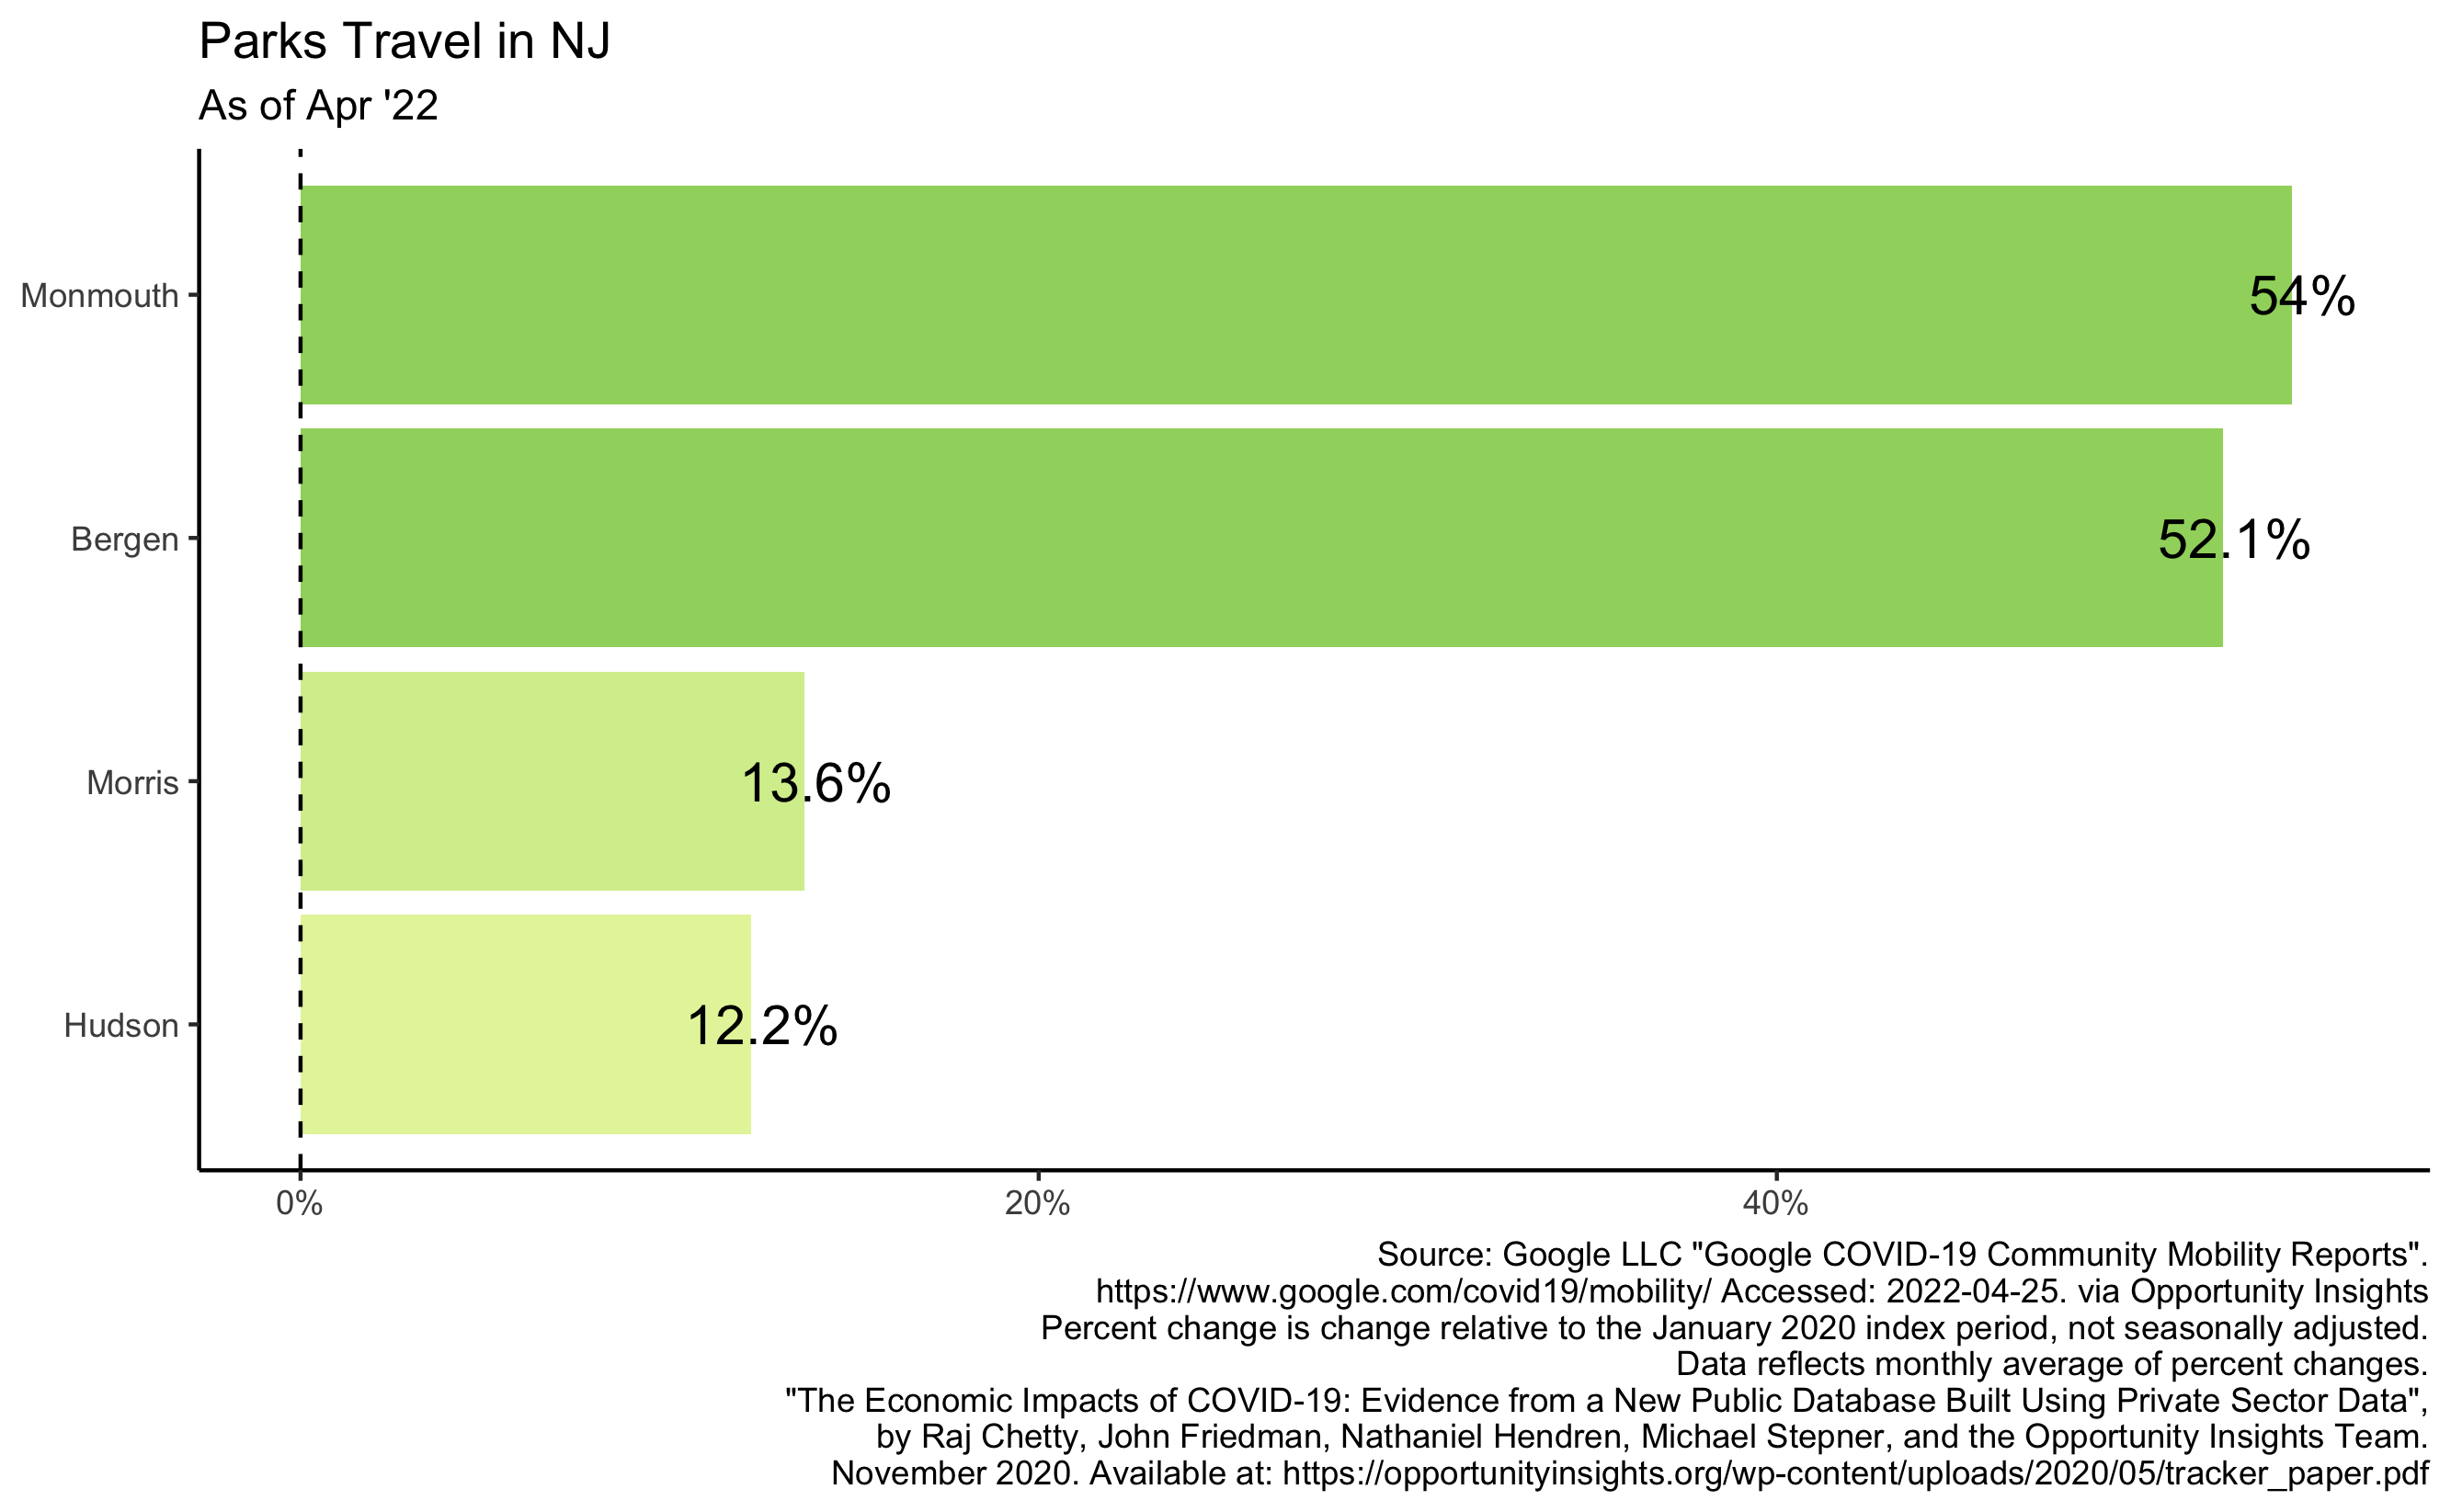 Parks Travel in NJ
As of Apr '22
Monmouth
54%
Bergen
52.1%
Morris
13.6%
Hudson
12.2%
0%
20%
40%
Source: Google LLC "Google COVID-19 Community Mobility Reports".
https://www.google.com/covid19/mobility/ Accessed: 2022-04-25. via Opportunity Insights
Percent change is change relative to the January 2020 index period, not seasonally adjusted.
Data reflects monthly average of percent changes.
"The Economic Impacts of COVID-19: Evidence from a New Public Database Built Using Private Sector Data",
by Raj Chetty, John Friedman, Nathaniel Hendren, Michael Stepner, and the Opportunity Insights Team.
November 2020. Available at: https://opportunityinsights.org/wp-content/uploads/2020/05/tracker_paper.pdf